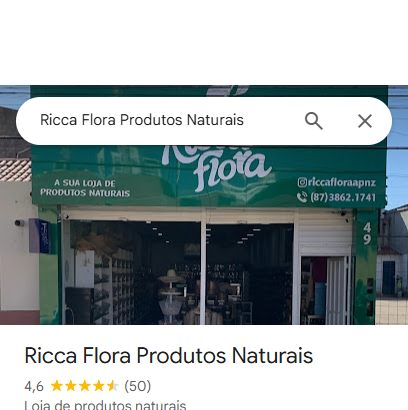 Ricca Flora Produtos Naturais
Ricca
flora
A SUA LOJA DE
PRODUTOS NATURAIS
riccafloraapnz
(87)3862.1741
49
Ricca Flora Produtos Naturais
4,6 (50)
Loja de produtos naturais